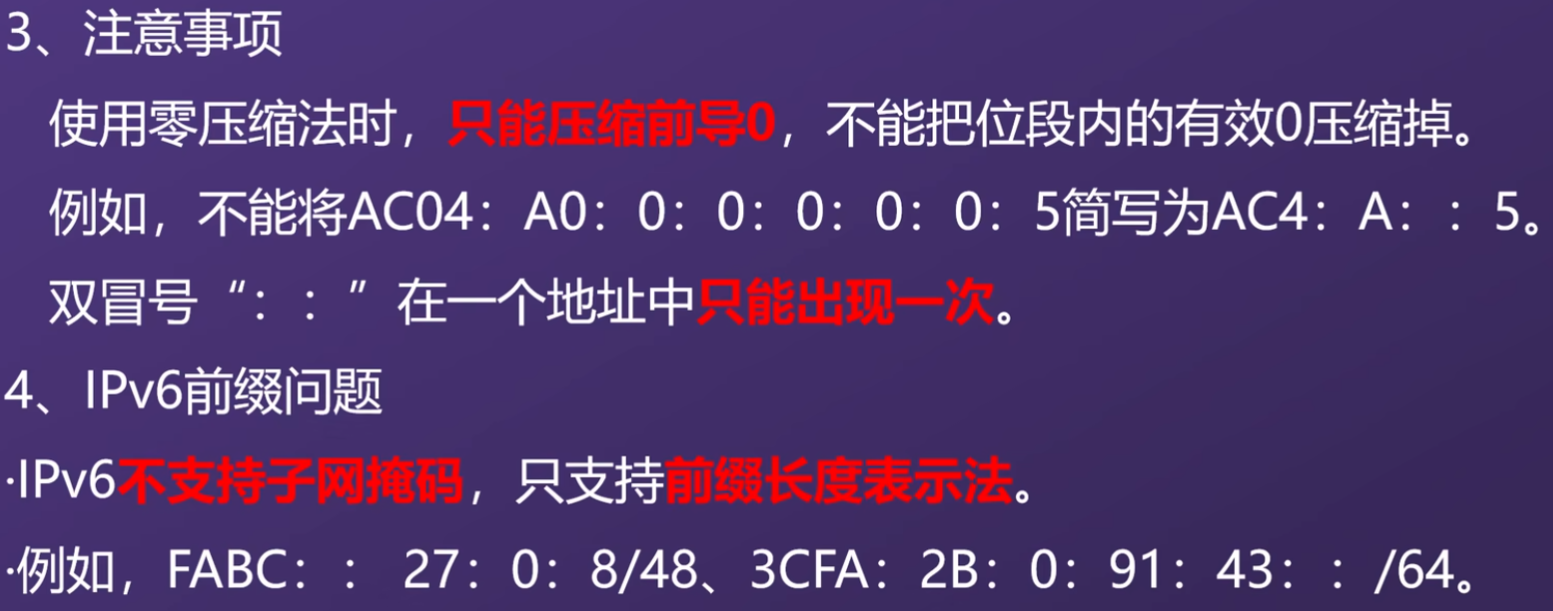 3、注意事项
使用零压缩法时，只能压缩前导0，不能把位段内的有效0压缩掉。
例如，不能将AC04：A0：0：0：0：0：0：5简写为AC4：A：：5。
双冒号“：：”在一个地址中只能出现一次。
4、IPv6前缀问题
·IPv6不支持子网掩码，只支持前缀长度表示法。
·例如，FABC：： 27：0：8/48、3CFA：2B：0：91：43：：/64。